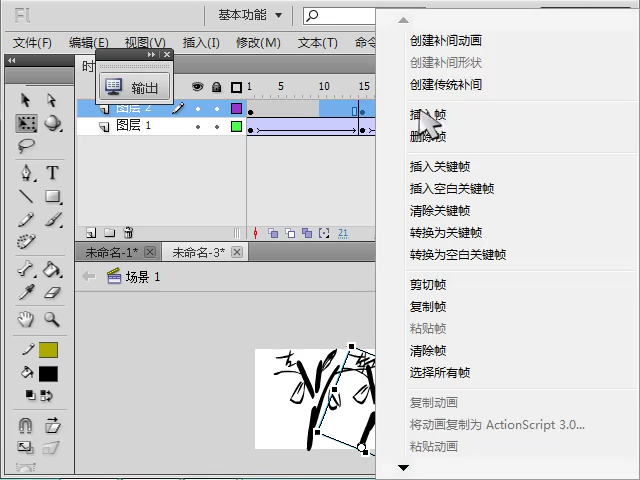 Fl
基本功能
文件(F) 编辑(E) 视图(V) 插入(I) 修改(M) 文本(T) 命令
时
输出
1 5 10 15
图层 2
图层 1
21
未命名-1* 未命名-3*
场景 1
创建补间动画
创建补间形状
创建传统补间
插入帧
删除帧
插入关键帧
插入空白关键帧
清除关键帧
转换为关键帧
转换为空白关键帧
剪切帧
复制帧
粘贴帧
清除帧
选择所有帧
复制动画
将动画复制为 ActionScript 3.0...
粘贴动画